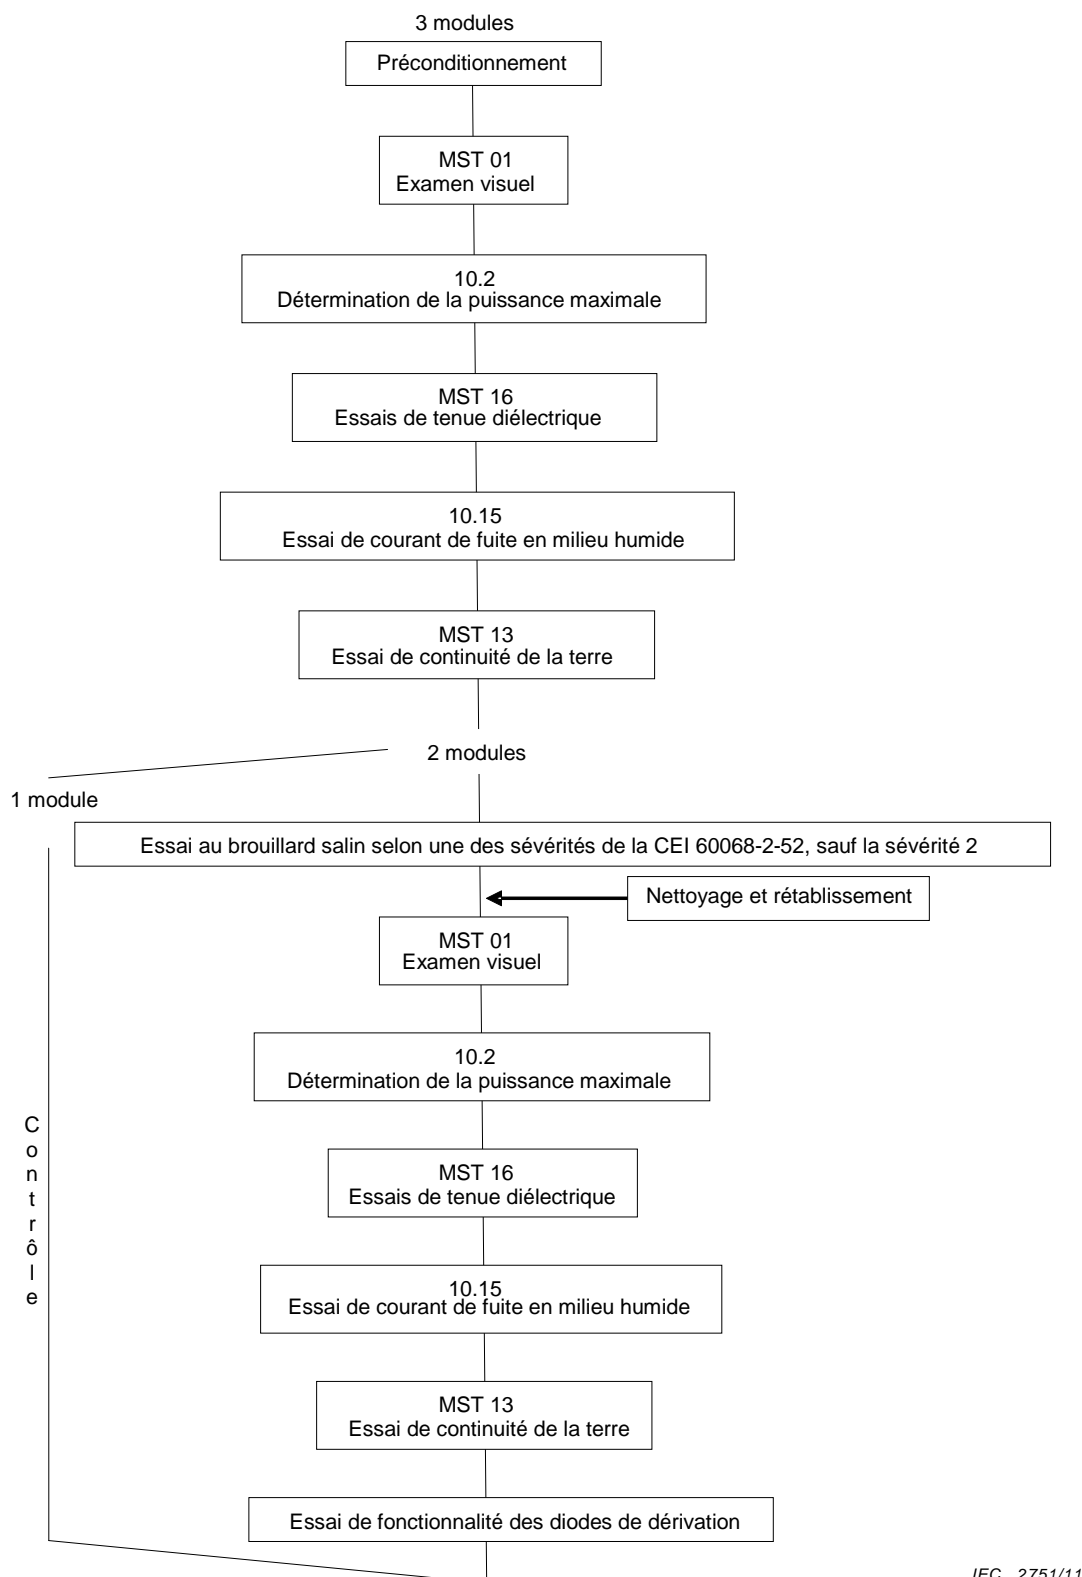 3 modules
Préconditionnement
MST 01
Examen visuel
10.2
Détermination de la puissance maximale
MST 16
Essais de tenue diélectrique
10.15
Essai de courant de fuite en milieu humide
MST 13
Essai de continuité de la terre
2 modules
1 module
Essai au brouillard salin selon une des sévérités de la CEI 60068-2-52, sauf la sévérité 2
Nettoyage et rétablissement
MST 01
Examen visuel
10.2
Détermination de la puissance maximale
Contrôle
MST 16
Essais de tenue diélectrique
10.15
Essai de courant de fuite en milieu humide
MST 13
Essai de continuité de la terre
Essai de fonctionnalité des diodes de dérivation
IEC 2751/11